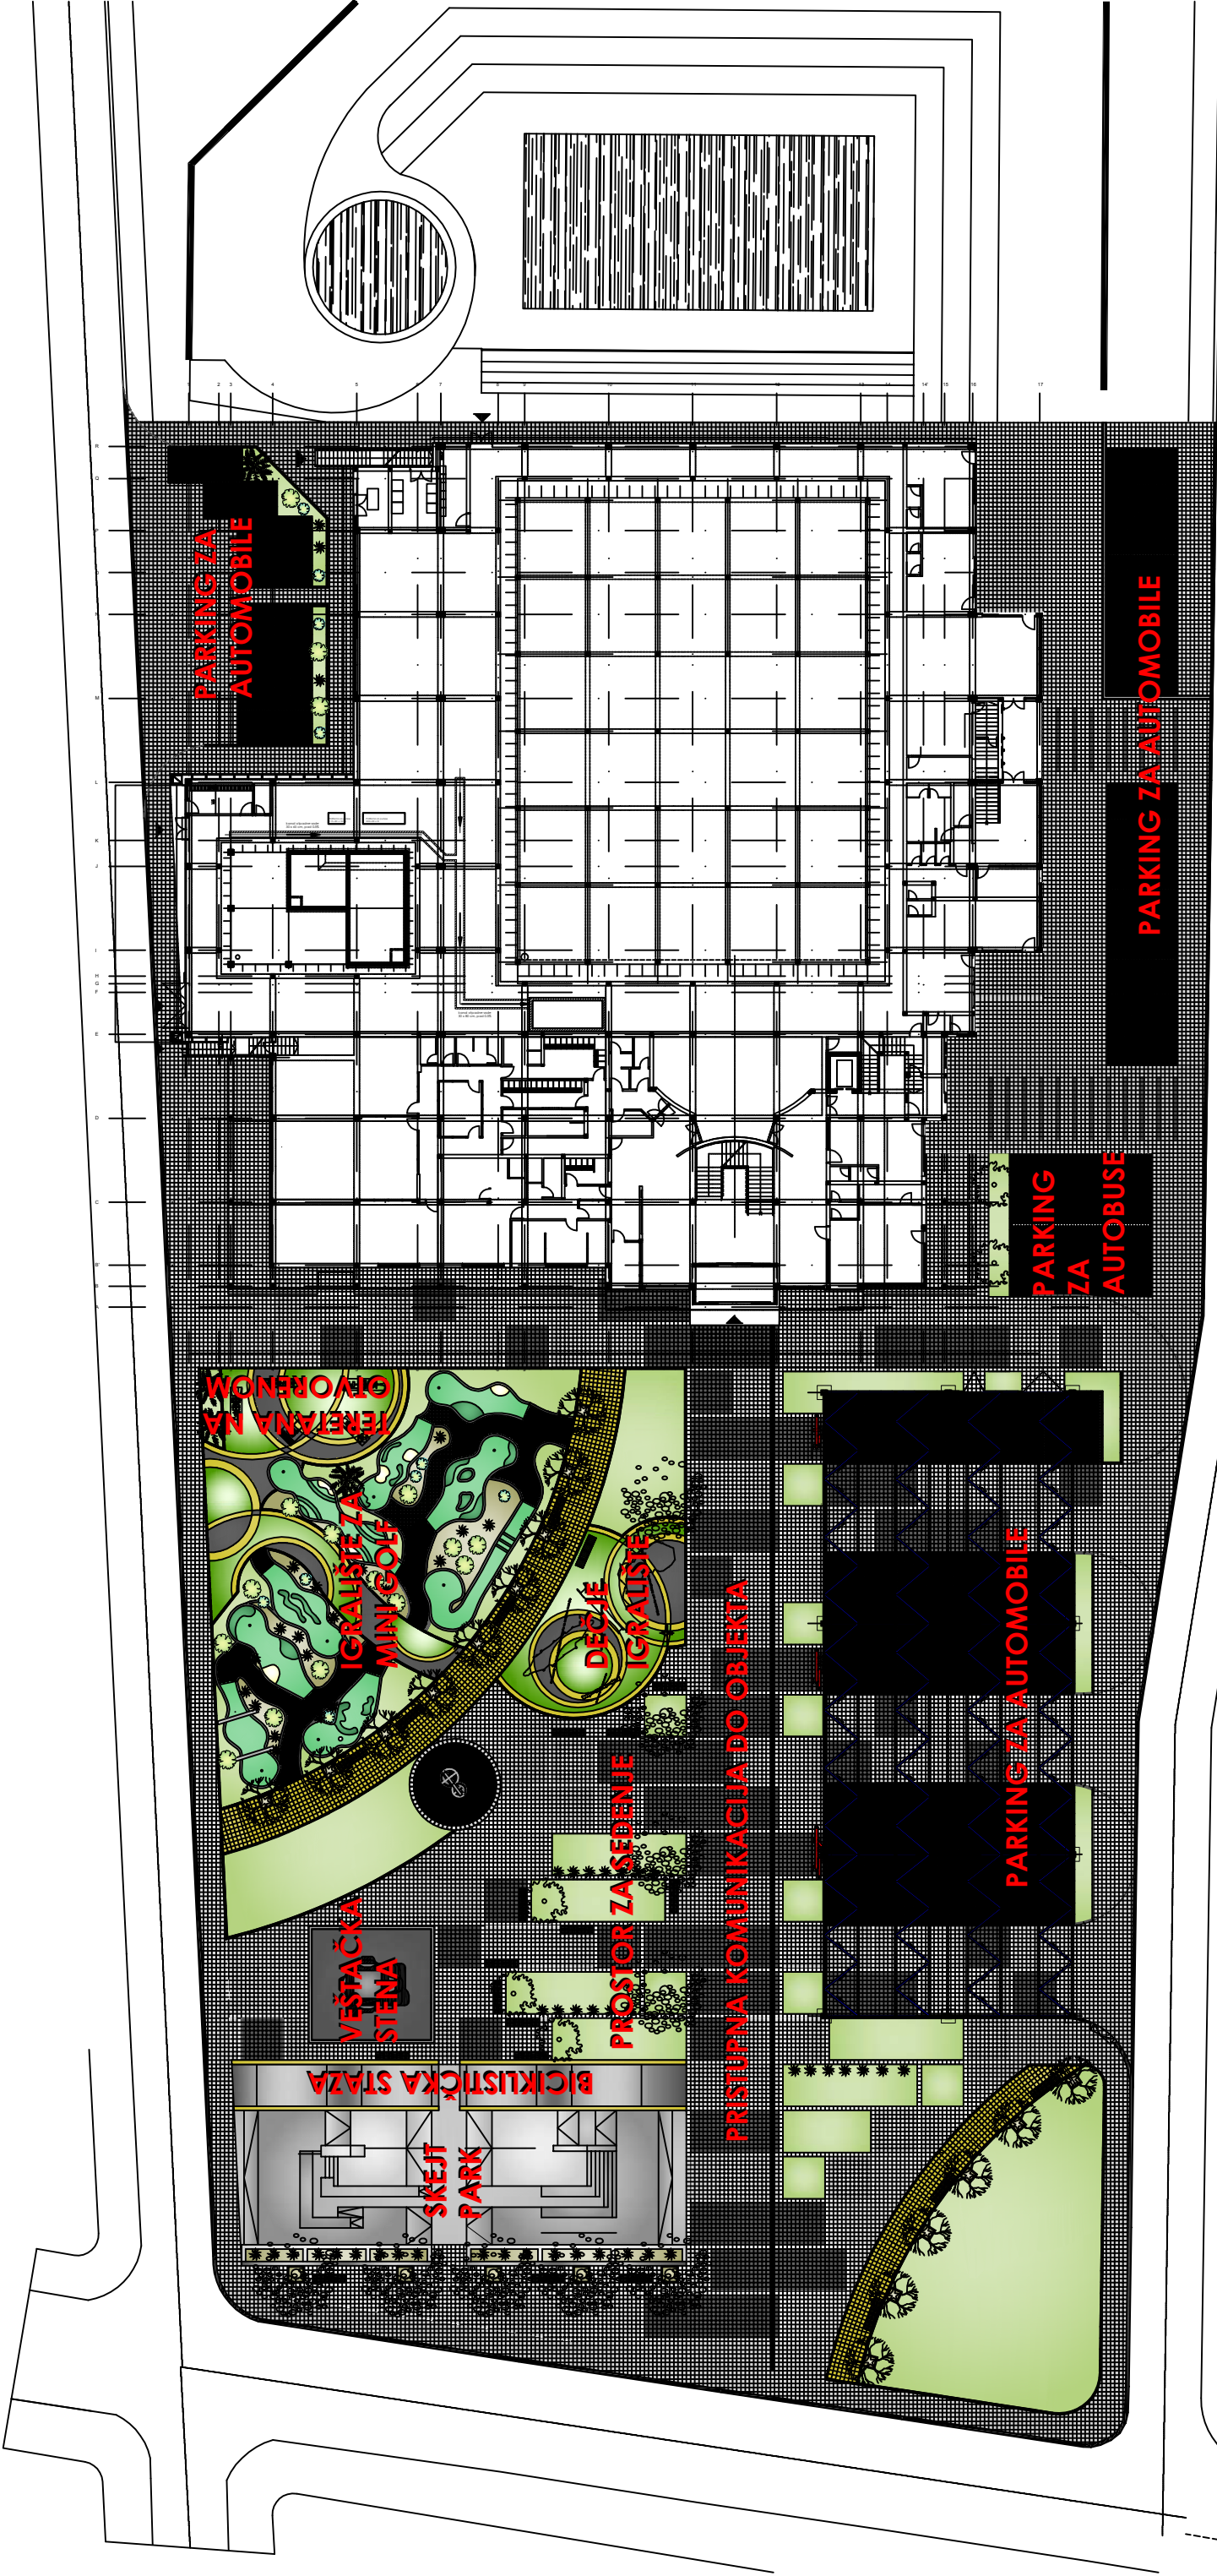 PARKING ZA
AUTOMOBILE
PARKING ZA AUTOMOBILE
PARKING
ZA
AUTOBUSE
TERETANA NA
OTVORENOM
IGRALIŠTE ZA
MINI GOLF
DEČJE
IGRALIŠTE
PARKING ZA AUTOMOBILE
PROSTOR ZA SEDENJE
PRISTUPNA KOMUNIKACIJA DO OBJEKTA
VEŠTAČKA
STENA
BICIKLISTIČKA STAZA
SKEJT
PARK